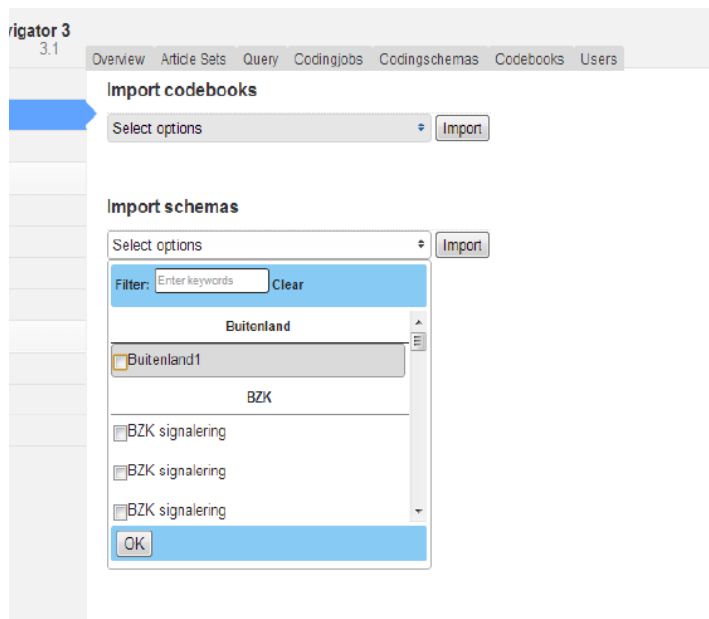 vigator 3
3.1
Overview Article Sets Query Codingjobs Codingschemas Codebooks Users
Import codebooks
Select options Import
Import schemas
Select options Import
Filter: Enter keywords Clear
Buitenland
Buitenland1
BZK
BZK signalering
BZK signalering
BZK signalering
OK